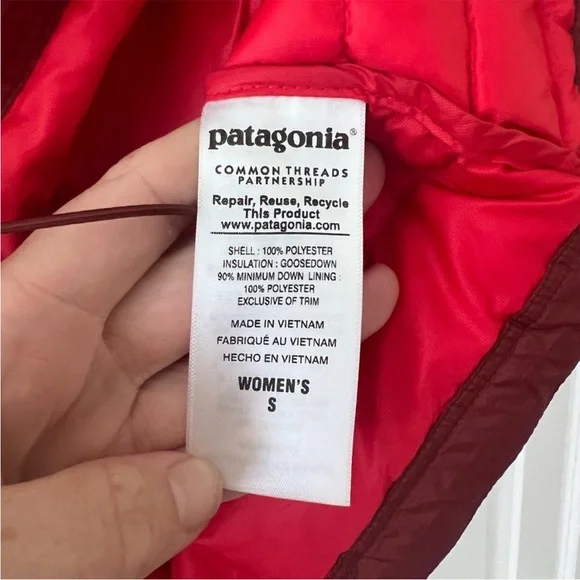 patagonia®
COMMON THREADS
PARTNERSHIP
Repair, Reuse, Recycle
This Product
www.patagonia.com
SHELL : 100% POLYESTER
INSULATION : GOOSEDOWN
90% MINIMUM DOWN LINING :
100% POLYESTER
EXCLUSIVE OF TRIM
MADE IN VIETNAM
FABRIQUÉ AU VIETNAM
HECHO EN VIETNAM
WOMEN'S
S